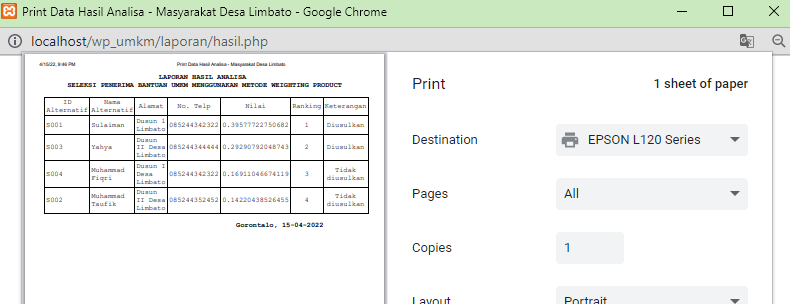 Print Data Hasil Analisa - Masyarakat Desa Limbato - Google Chrome
localhost/wp_umkm/laporan/hasil.php
4/15/22, 9:46 PM Print Data Hasil Analisa - Masyarakat Desa Limbato
LAPORAN HASIL ANALISA
SELEKSI PENERIMA BANTUAN UMKM MENGGUNAKAN METODE WEIGHTING PRODUCT
ID Alternatif Nama Alternatif Alamat No. Telp Nilai Ranking Keterangan
S001 Sulaiman Dusun 1 Limbato 085244342322 0.39577722750682 1 Diusulkan
S003 Yahya Dusun II Desa Limbato 085244344444 0.29290792048743 2 Diusulkan
S004 Muhammad Fiqri Dusun I Desa Limbato 085244342322 0.16911046674119 3 Tidak diusulkan
S002 Muhammad Taufik Dusun II Desa Limbato 085244352452 0.14220438526455 4 Tidak diusulkan
Gorontalo, 15-04-2022
Print 1 sheet of paper
Destination EPSON L120 Series
Pages All
Copies 1
Layout Portrait